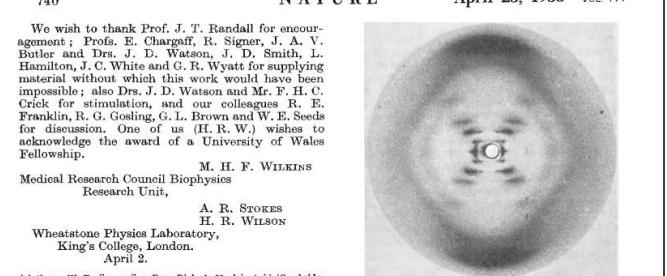 740
NATURE
April 25, 1953
We wish to thank Prof. J. T. Randall for encour-
agement ; Profs. E. Chargaff, R. Signer, J. A. V.
Butler and Drs. J. D. Watson, J. D. Smith, L.
Hamilton, J. C. White and G. R. Wyatt for supplying
material without which this work would have been
impossible ; also Drs. J. D. Watson and Mr. F. H. C.
Crick for stimulation, and our colleagues R. E.
Franklin, R. G. Gosling, G. L. Brown and W. E. Seeds
for discussion. One of us (H. R. W.) wishes to
acknowledge the award of a University of Wales
Fellowship.
M. H. F. WILKINS
Medical Research Council Biophysics
Research Unit,
A. R. STOKES
H. R. WILSON
Wheatstone Physics Laboratory,
King's College, London.
April 2.